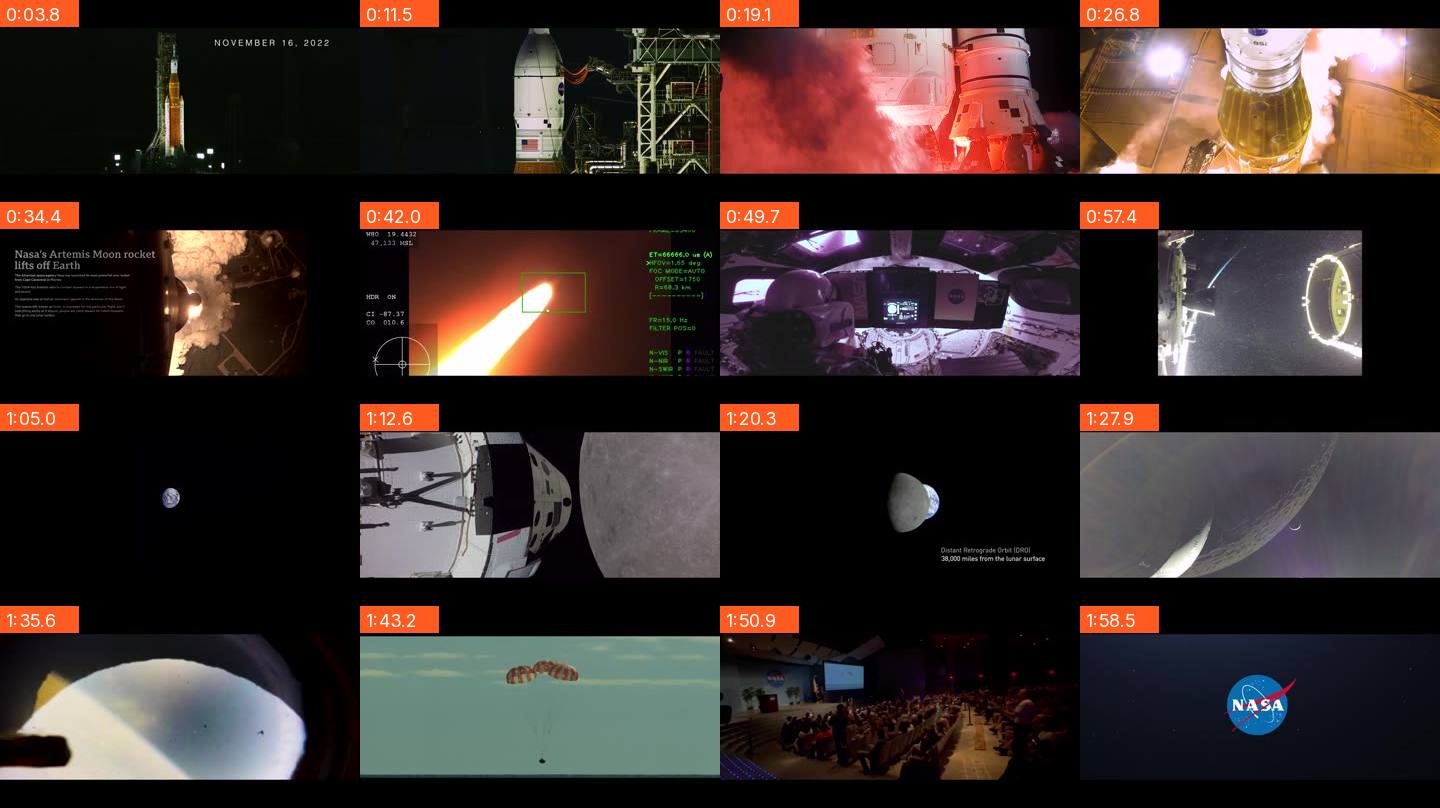 0:03.8
0:11.5
0:19.1
0:26.8
NOVEMBER 16, 2022
0:34.4
0:42.0
0:49.7
0:57.4
Nasa's Artemis Moon rocket
lifts off Earth
W80 19.4432
47,133 MSL
HDR ON
CI -87.37
CO 010.6
ET=66666.0 us (A)
HFOV=1.65 deg
FOC MODE=AUTO
OFFSET=1750
R=68.3 km
[----------]
FR=15.0 Hz
FILTER POS=0
N-VIS P R FAULT
N-NIR P R FAULT
N-SWIR P R FAULT
1:05.0
1:12.6
1:20.3
1:27.9
Distant Retrograde Orbit (DRO)
38,000 miles from the lunar surface
1:35.6
1:43.2
1:50.9
1:58.5
NASA
NASA